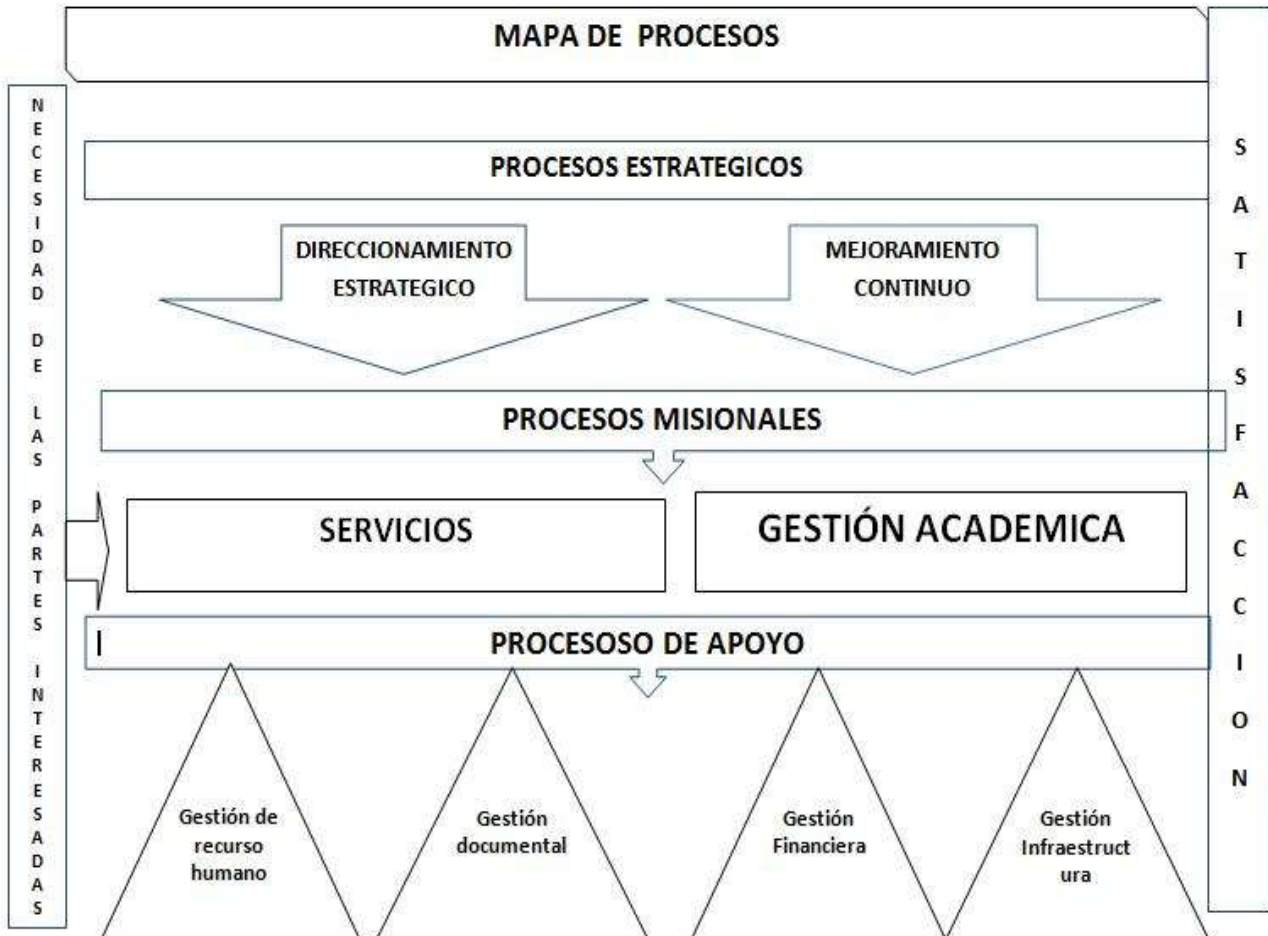 MAPA DE PROCESOS
NECESIDAD DE LAS PARTES INTERESADAS
PROCESOS ESTRATEGICOS
DIRECCIONAMIENTO
ESTRATEGICO
MEJORAMIENTO
CONTINUO
PROCESOS MISIONALES
SERVICIOS
GESTIÓN ACADEMICA
PROCESOSO DE APOYO
Gestión de
recurso
humano
Gestión
documental
Gestión
Financiera
Gestión
Infraestruct
ura
SATISFACCION